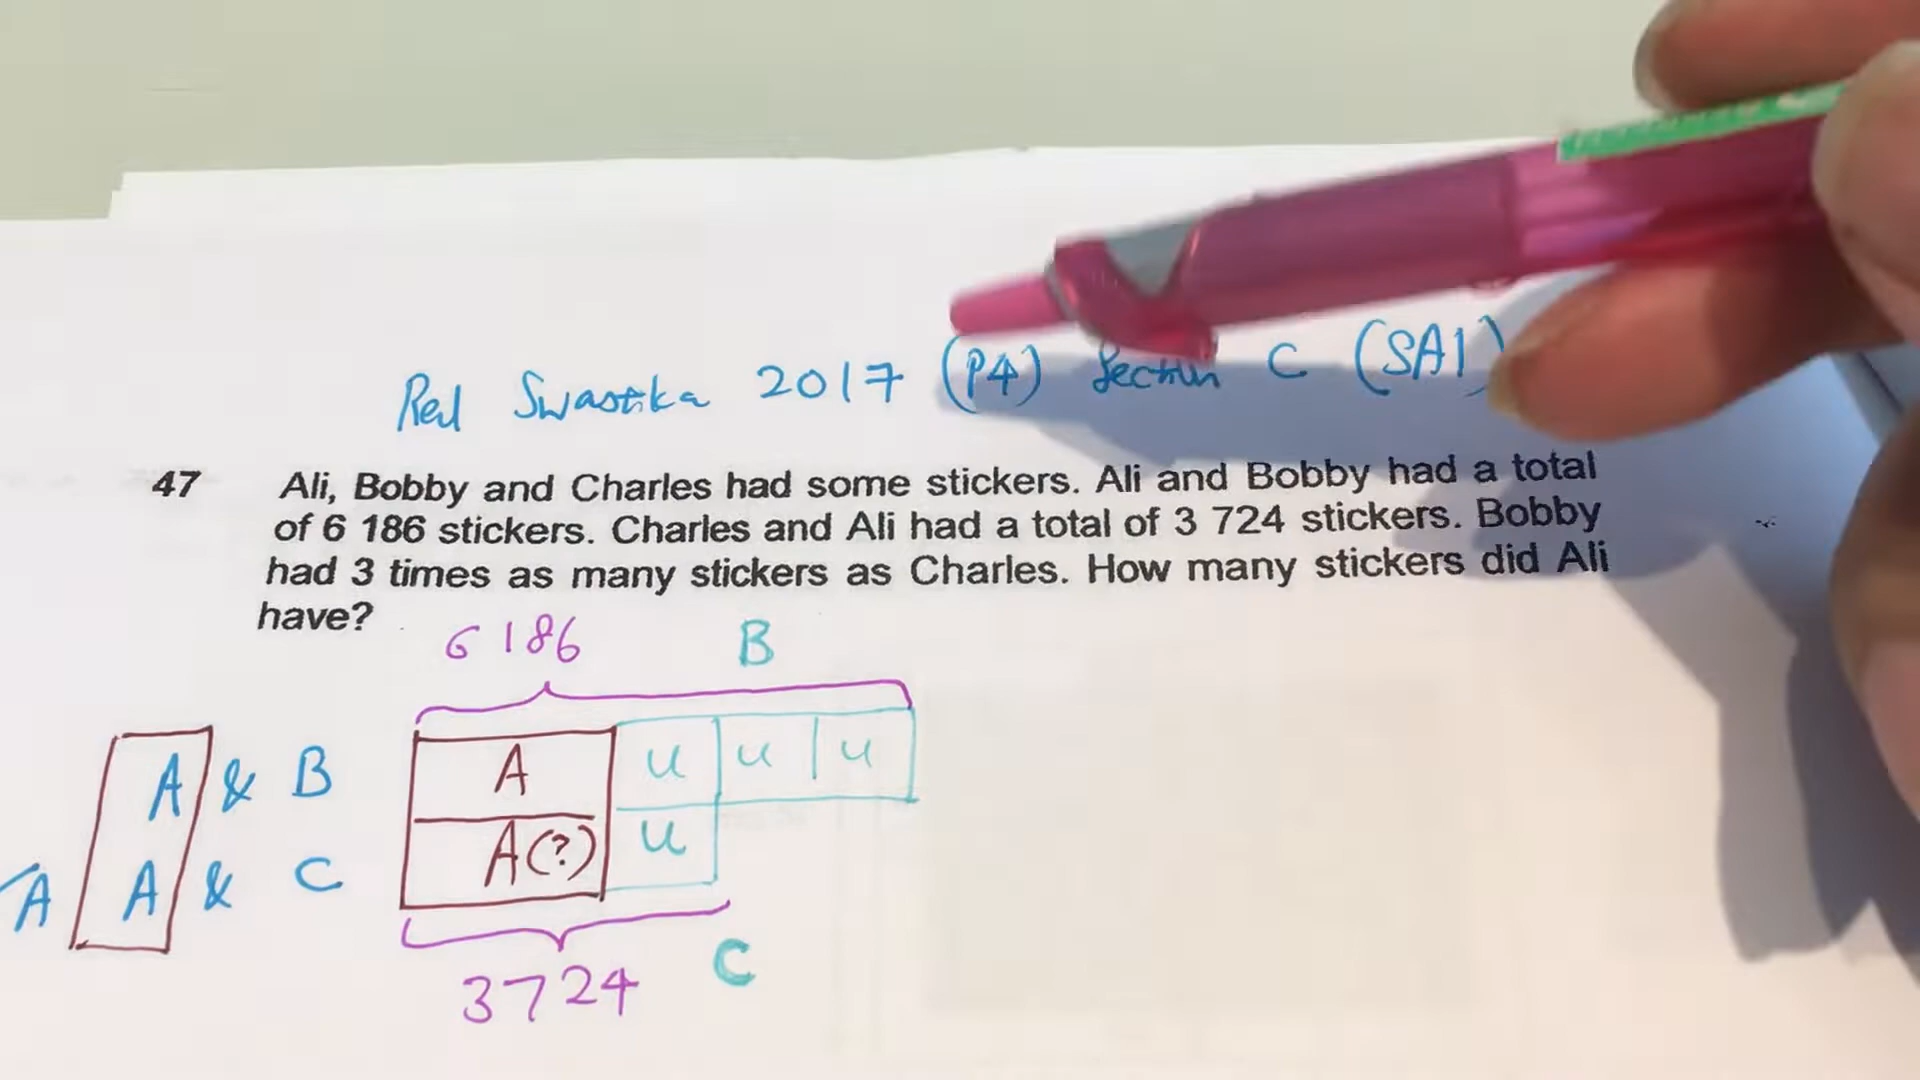 Red Swastika 2017 (P4) Section C (SA1)
47 Ali, Bobby and Charles had some stickers. Ali and Bobby had a total
of 6 186 stickers. Charles and Ali had a total of 3 724 stickers. Bobby
had 3 times as many stickers as Charles. How many stickers did Ali
have?
6186 B
A & B A u u u
A A & C A(?) u
3724 C